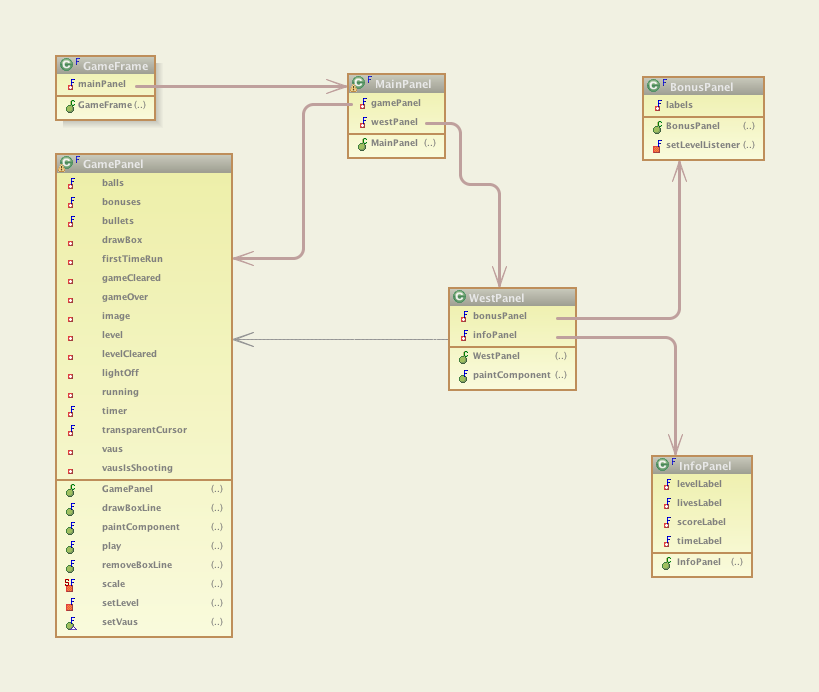 GameFrame
mainPanel
GameFrame (..)
MainPanel
gamePanel
westPanel
MainPanel (..)
BonusPanel
labels
BonusPanel (..)
setLevelListener (..)
GamePanel
balls
bonuses
bullets
drawBox
firstTimeRun
gameCleared
gameOver
image
level
levelCleared
lightOff
running
timer
transparentCursor
vaus
vausIsShooting
GamePanel (..)
drawBoxLine (..)
paintComponent (..)
play (..)
removeBoxLine (..)
scale (..)
setLevel (..)
setVaus (..)
WestPanel
bonusPanel
infoPanel
WestPanel (..)
paintComponent (..)
InfoPanel
levelLabel
livesLabel
scoreLabel
timeLabel
InfoPanel (..)